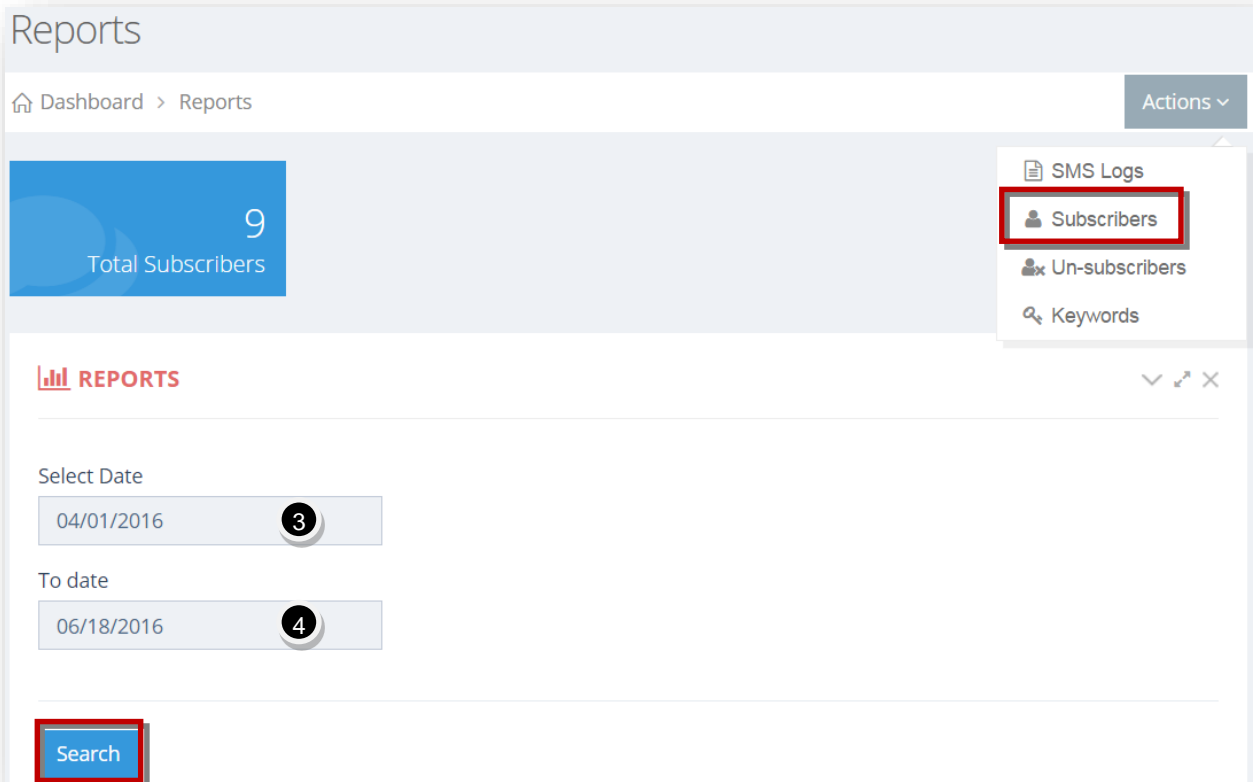 Reports
Dashboard > Reports
Actions
SMS Logs
Subscribers
Un-subscribers
Keywords
9
Total Subscribers
REPORTS
Select Date
04/01/2016
3
To date
06/18/2016
4
Search